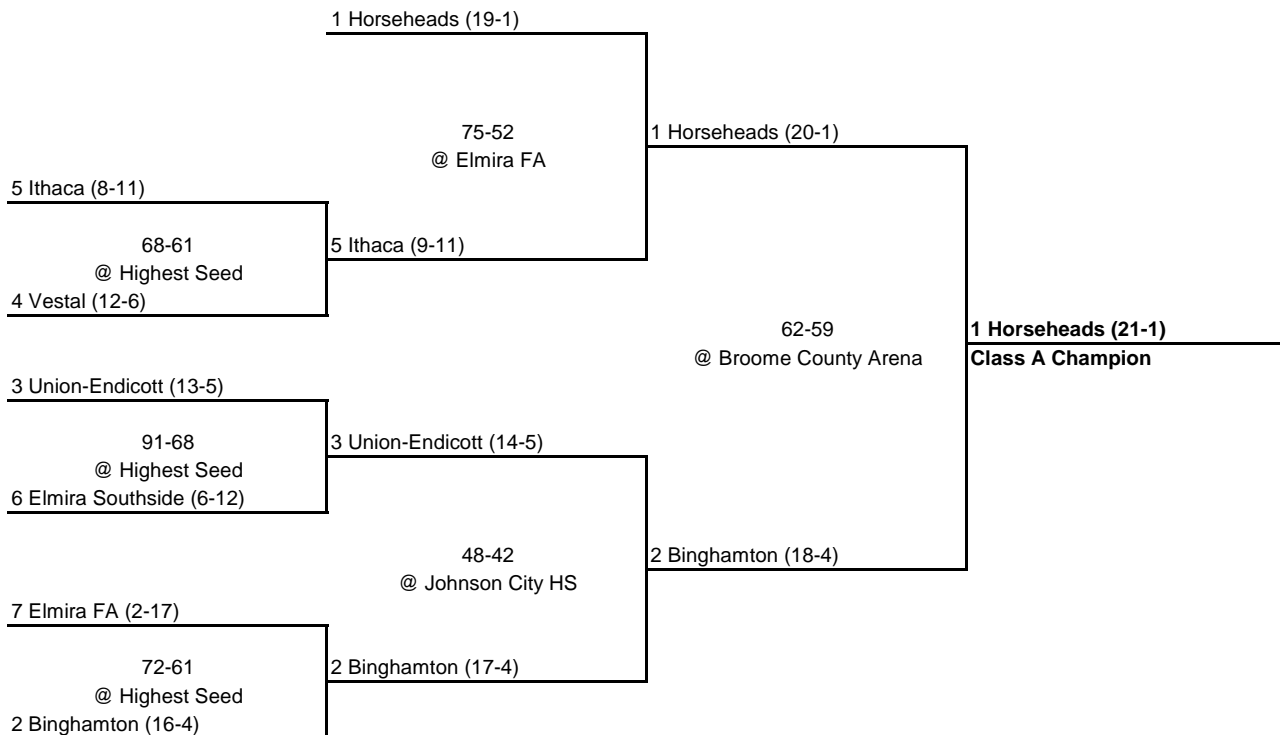 1 Horseheads (19-1)
75-52
@ Elmira FA
1 Horseheads (20-1)
5 Ithaca (8-11)
68-61
@ Highest Seed
5 Ithaca (9-11)
4 Vestal (12-6)
62-59
@ Broome County Arena
1 Horseheads (21-1)
Class A Champion
3 Union-Endicott (13-5)
91-68
@ Highest Seed
3 Union-Endicott (14-5)
6 Elmira Southside (6-12)
48-42
@ Johnson City HS
2 Binghamton (18-4)
7 Elmira FA (2-17)
72-61
@ Highest Seed
2 Binghamton (17-4)
2 Binghamton (16-4)